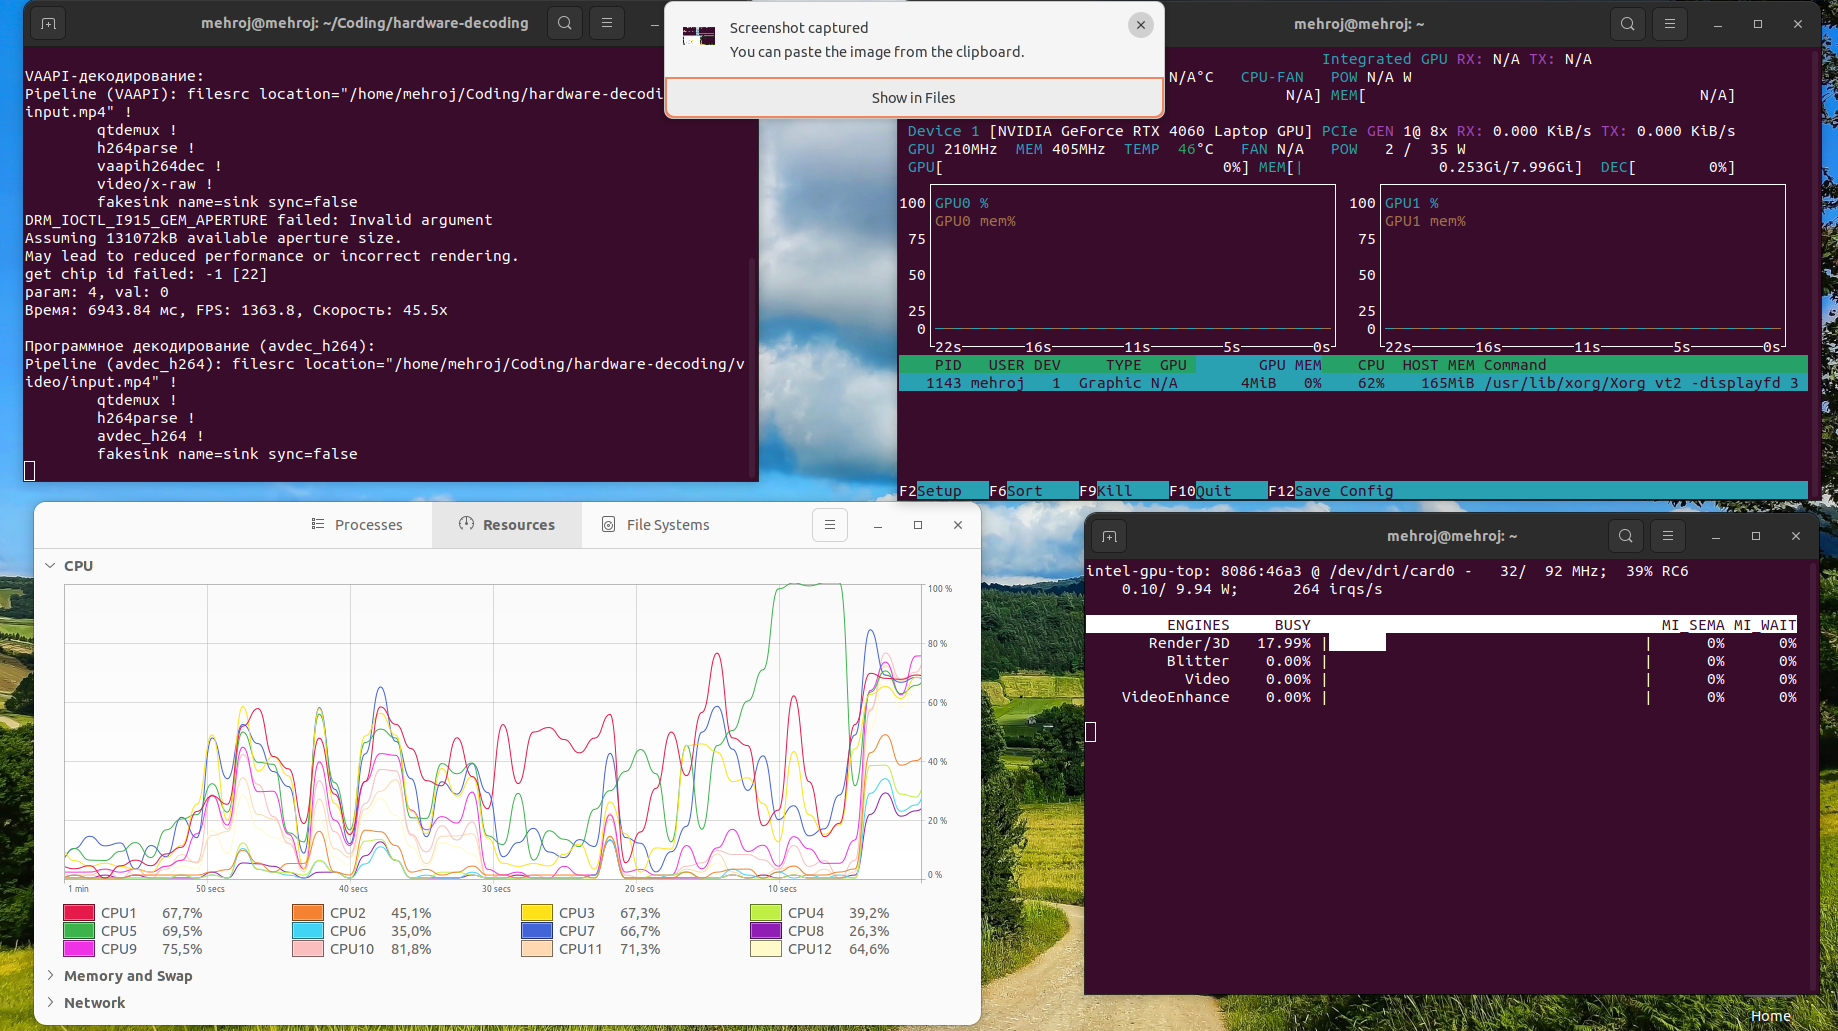 mehroj@mehroj: ~/Coding/hardware-decoding
VAAPI-декодирование:
Pipeline (VAAPI): filesrc location="/home/mehroj/Coding/hardware-decodi
input.mp4" !
qtdemux !
h264parse !
vaapih264dec !
video/x-raw !
fakesink name=sink sync=false
DRM_IOCTL_I915_GEM_APERTURE failed: Invalid argument
Assuming 131072kB available aperture size.
May lead to reduced performance or incorrect rendering.
get chip id failed: -1 [22]
param: 4, val: 0
Время: 6943.84 мс, FPS: 1363.8, Скорость: 45.5x
Программное декодирование (avdec_h264):
Pipeline (avdec_h264): filesrc location="/home/mehroj/Coding/hardware-decoding/v
ideo/input.mp4" !
qtdemux !
h264parse !
avdec_h264 !
fakesink name=sink sync=false
Screenshot captured
You can paste the image from the clipboard.
Show in Files
mehroj@mehroj: ~
Integrated GPU RX: N/A TX: N/A
N/A°C CPU-FAN POW N/A W
N/A] MEM[ N/A]
Device 1 [NVIDIA GeForce RTX 4060 Laptop GPU] PCIe GEN 1@ 8x RX: 0.000 KiB/s TX: 0.000 KiB/s
GPU 210MHz MEM 405MHz TEMP 46°C FAN N/A POW 2 / 35 W
GPU[ 0%] MEM[| 0.253Gi/7.996Gi] DEC[ 0%]
100 GPU0 % 100 GPU1 %
GPU0 mem% GPU1 mem%
75 75
50 50
25 25
0 0
22s 16s 11s 5s 0s 22s 16s 11s 5s 0s
PID USER DEV TYPE GPU GPU MEM CPU HOST MEM Command
1143 mehroj 1 Graphic N/A 4MiB 0% 62% 165MiB /usr/lib/xorg/Xorg vt2 -displayfd 3
F2Setup F6Sort F9Kill F10Quit F12Save Config
Processes Resources File Systems
CPU
100 %
80 %
60 %
40 %
20 %
0 %
1 min 50 secs 40 secs 30 secs 20 secs 10 secs
CPU1 67,7% CPU2 45,1% CPU3 67,3% CPU4 39,2%
CPU5 69,5% CPU6 35,0% CPU7 66,7% CPU8 26,3%
CPU9 75,5% CPU10 81,8% CPU11 71,3% CPU12 64,6%
Memory and Swap
Network
mehroj@mehroj: ~
intel-gpu-top: 8086:46a3 @ /dev/dri/card0 - 32/ 92 MHz; 39% RC6
0.10/ 9.94 W; 264 irqs/s
ENGINES BUSY MI_SEMA MI_WAIT
Render/3D 17.99% | | 0% 0%
Blitter 0.00% | | 0% 0%
Video 0.00% | | 0% 0%
VideoEnhance 0.00% | | 0% 0%
Home